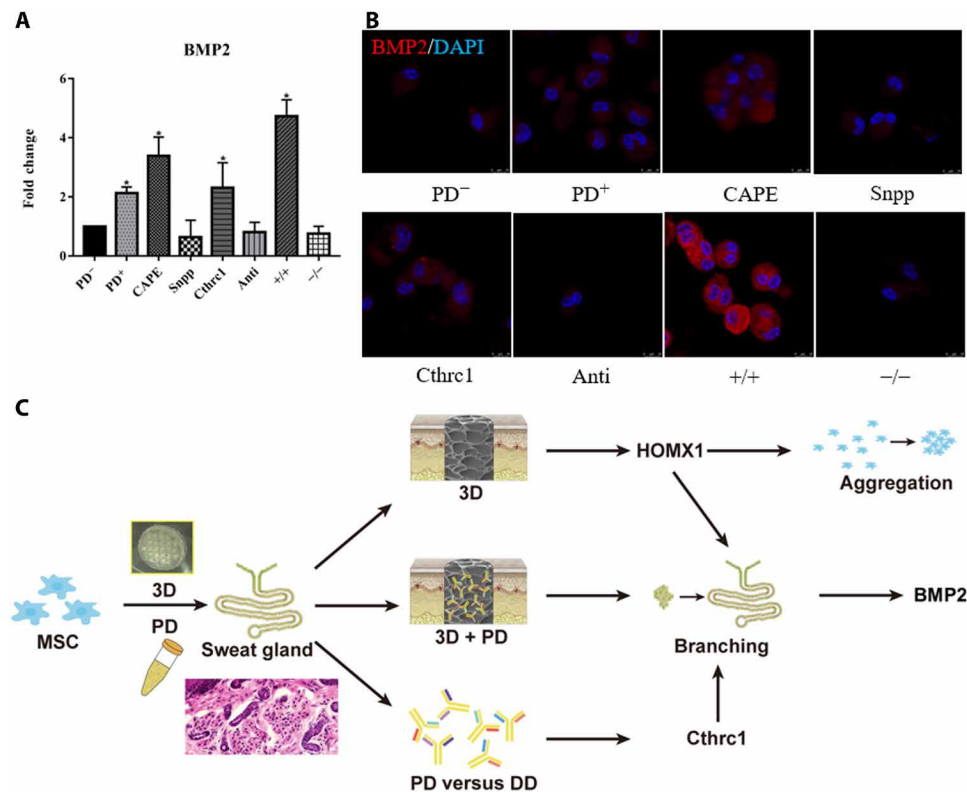 A
BMP2
Fold change
6
4
2
0
*
*
*
*
PD⁻
PD⁺
CAPE
Snpp
Cthrc1
Anti
+/+
−/−
B
BMP2/DAPI
PD⁻
PD⁺
CAPE
Snpp
Cthrc1
Anti
+/+
−/−
C
3D
HOMX1
Aggregation
3D
PD
MSC
Sweat gland
3D + PD
Branching
BMP2
Cthrc1
PD versus DD